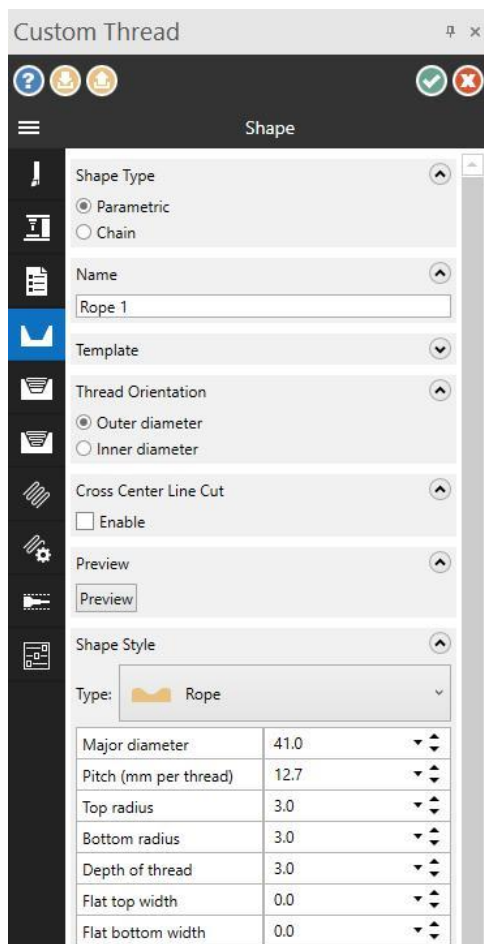 Custom Thread
Shape
Shape Type
Parametric
Chain
Name
Rope 1
Template
Thread Orientation
Outer diameter
Inner diameter
Cross Center Line Cut
Enable
Preview
Preview
Shape Style
Type: Rope
Major diameter 41.0
Pitch (mm per thread) 12.7
Top radius 3.0
Bottom radius 3.0
Depth of thread 3.0
Flat top width 0.0
Flat bottom width 0.0